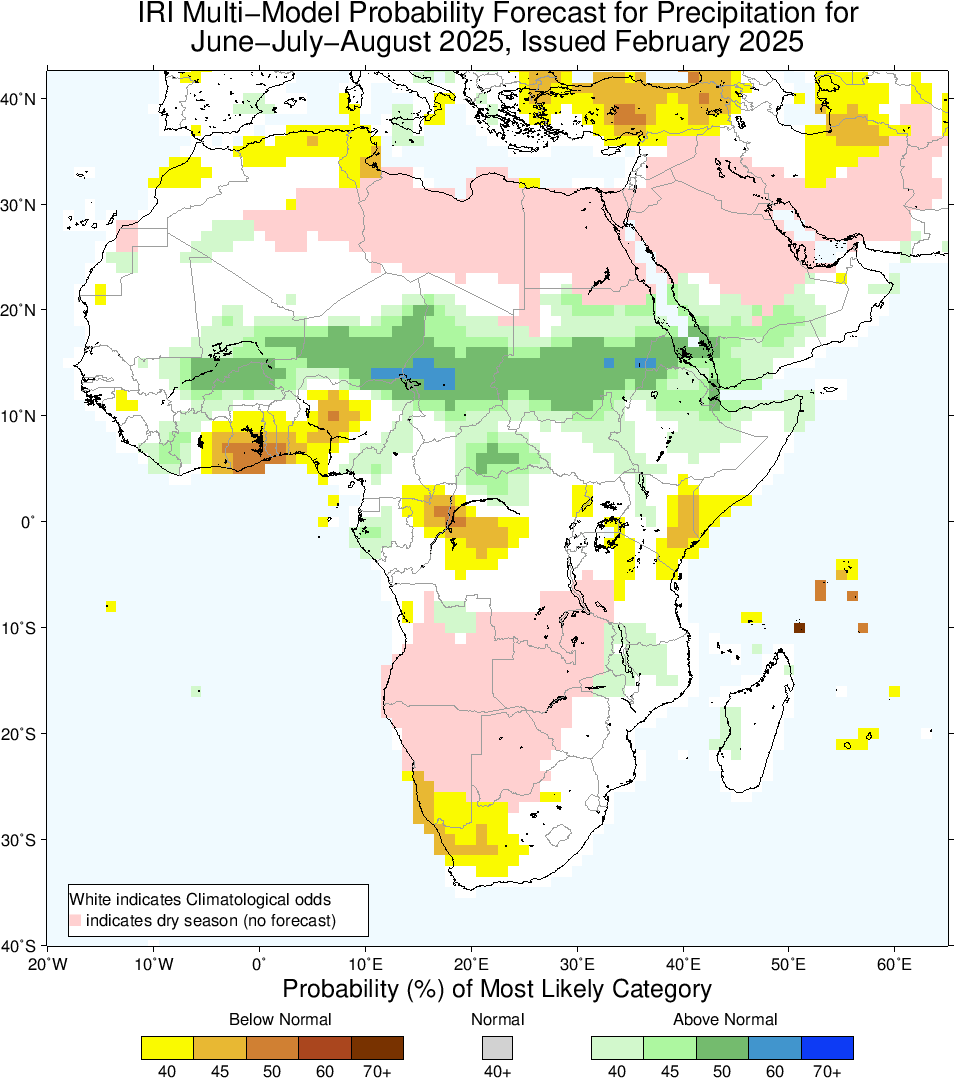 IRI Multi−Model Probability Forecast for Precipitation for
June−July−August 2025, Issued February 2025
40°N
30°N
20°N
10°N
0°
10°S
20°S
30°S
40°S
White indicates Climatological odds
indicates dry season (no forecast)
20°W 10°W 0° 10°E 20°E 30°E 40°E 50°E 60°E
Probability (%) of Most Likely Category
Below Normal Normal Above Normal
40 45 50 60 70+ 40+ 40 45 50 60 70+